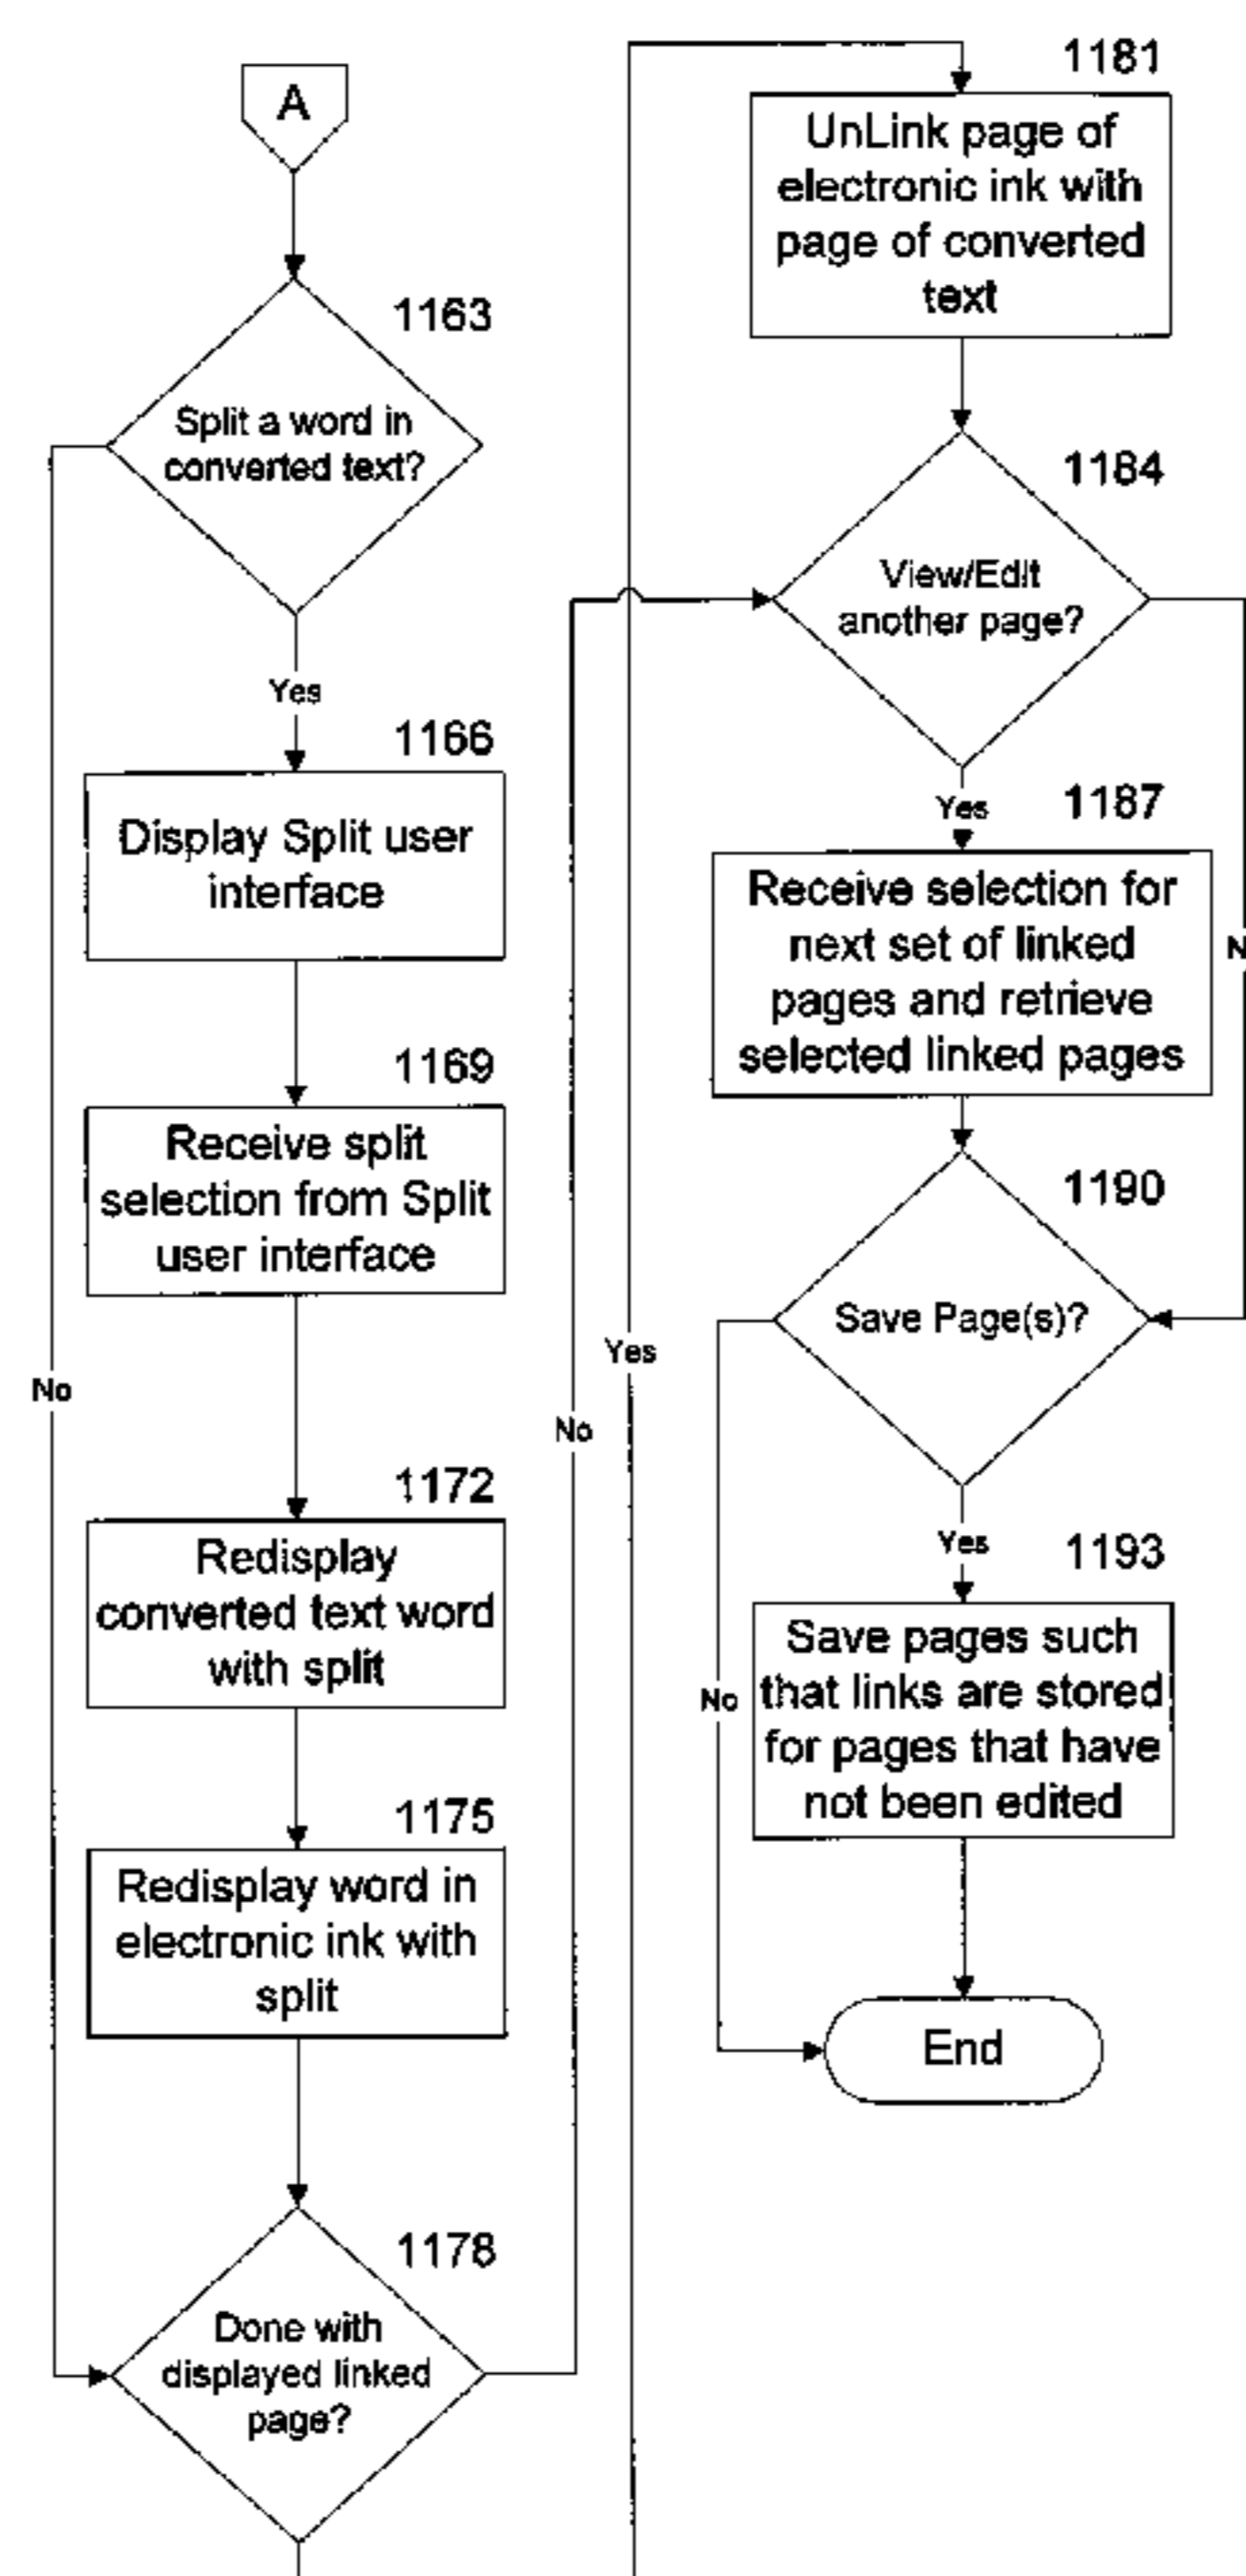 A
1163
Split a word in
converted text?
Yes
1166
Display Split user
interface
1169
Receive split
selection from Split
user interface
No
1172
Redisplay
converted text word
with split
1175
Redisplay word in
electronic ink with
split
1178
Done with
displayed linked
page?
No
Yes
1181
UnLink page of
electronic ink with
page of converted
text
1184
View/Edit
another page?
Yes
1187
Receive selection for
next set of linked
pages and retrieve
selected linked pages
N
1190
Save Page(s)?
Yes
1193
No
Save pages such
that links are stored
for pages that have
not been edited
End